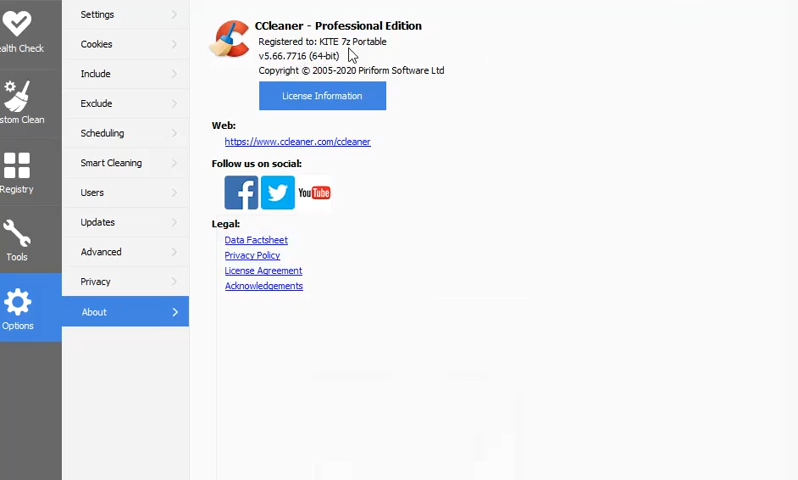 ealth Check
stom Clean
Registry
Tools
Options
Settings
Cookies
Include
Exclude
Scheduling
Smart Cleaning
Users
Updates
Advanced
Privacy
About
CCleaner - Professional Edition
Registered to: KITE 7z Portable
v5.66.7716 (64-bit)
Copyright © 2005-2020 Piriform Software Ltd
License Information
Web:
https://www.ccleaner.com/ccleaner
Follow us on social:
You Tube
Legal:
Data Factsheet
Privacy Policy
License Agreement
Acknowledgements